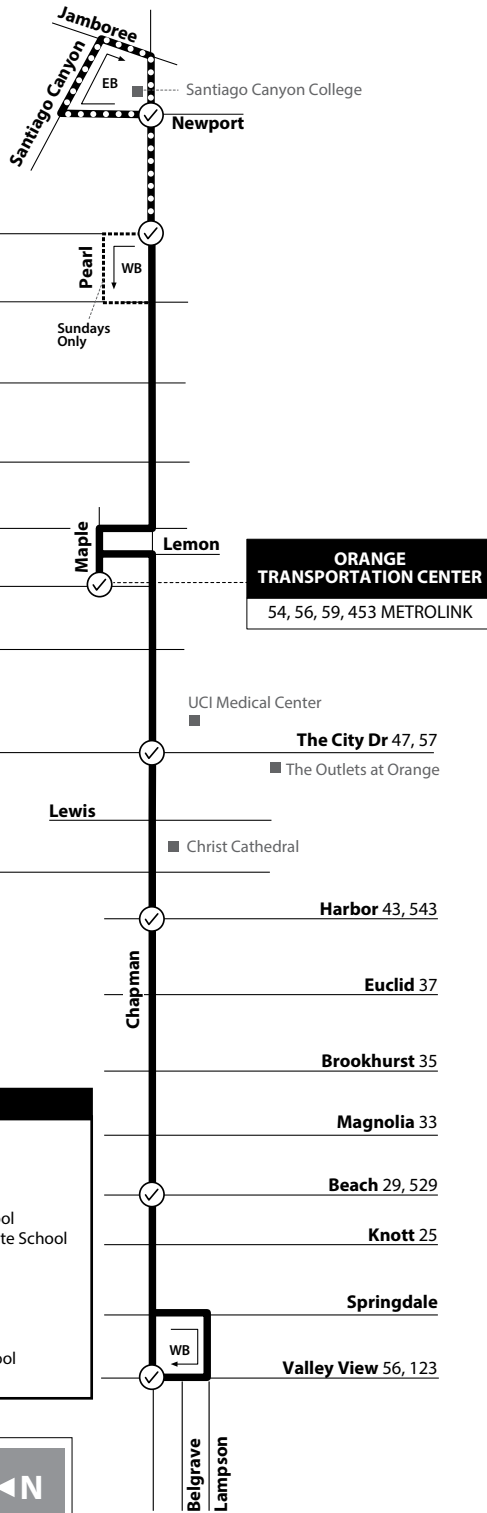 Jamboree
Santiago Canyon
EB
Santiago Canyon College
Newport
Pearl
WB
Sundays
Only
Maple
Lemon
ORANGE
TRANSPORTATION CENTER
54, 56, 59, 453 METROLINK
UCI Medical Center
The City Dr 47, 57
The Outlets at Orange
Lewis
Christ Cathedral
Harbor 43, 543
Chapman
Euclid 37
Brookhurst 35
Magnolia 33
Beach 29, 529
Knott 25
School
Springdale
WB
Valley View 56, 123
Belgrave
Lampson
N